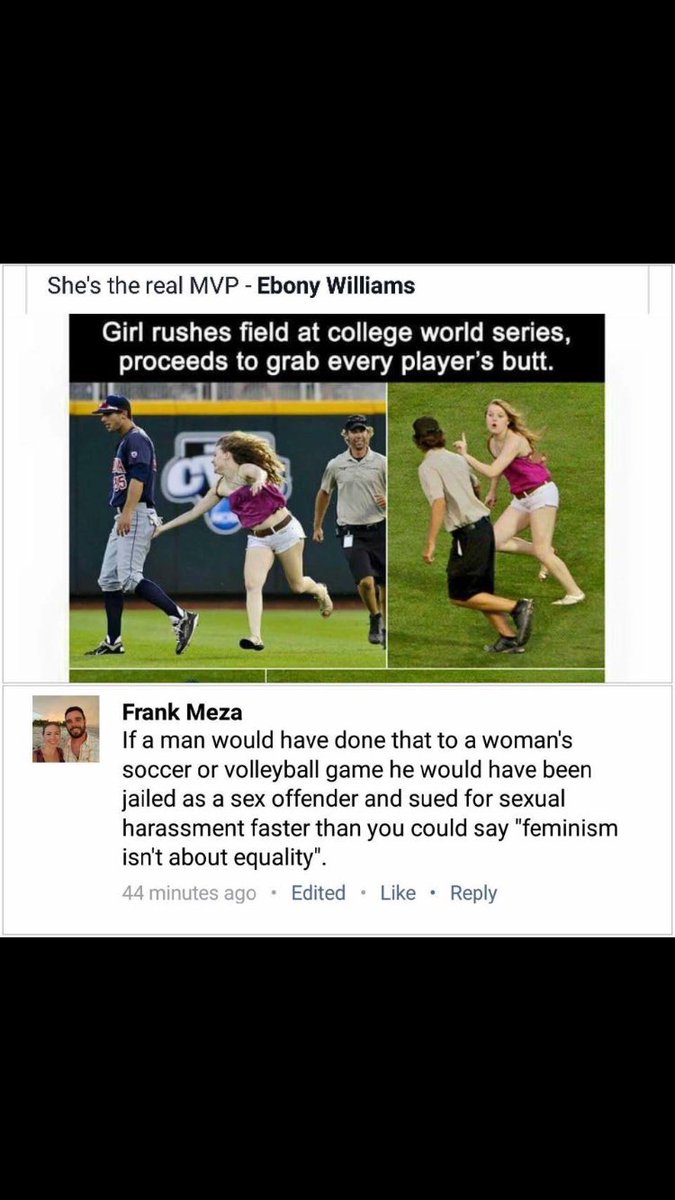 She's the real MVP - Ebony Williams
Girl rushes field at college world series,
proceeds to grab every player's butt.
Frank Meza
If a man would have done that to a woman's
soccer or volleyball game he would have been
jailed as a sex offender and sued for sexual
harassment faster than you could say "feminism
isn't about equality".
44 minutes ago • Edited • Like • Reply